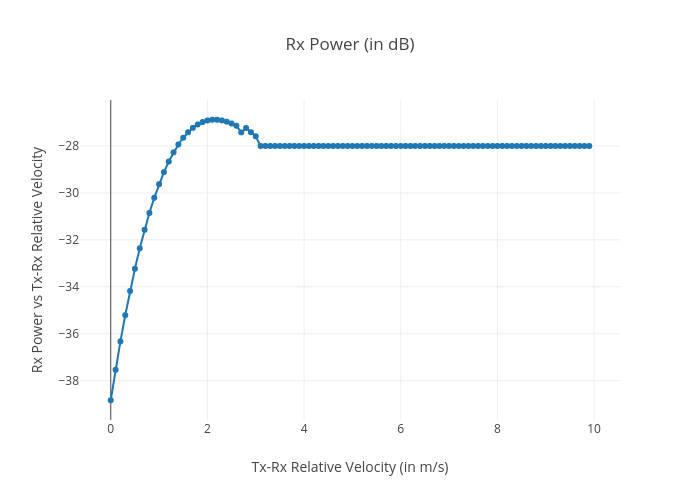 Rx Power (in dB)
Rx Power vs Tx-Rx Relative Velocity
−28
−30
−32
−34
−36
−38
0 2 4 6 8 10
Tx-Rx Relative Velocity (in m/s)